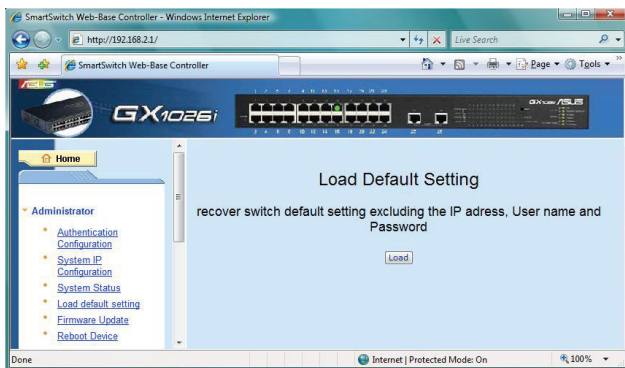 SmartSwitch Web-Base Controller - Windows Internet Explorer
http://192.168.2.1/
Live Search
SmartSwitch Web-Base Controller
Page
Tools
GX1026i
GX1026i /SUS
Home
Load Default Setting
recover switch default setting excluding the IP adress, User name and
Password
Load
Administrator
Authentication
Configuration
System IP
Configuration
System Status
Load default setting
Firmware Update
Reboot Device
Done
Internet | Protected Mode: On
100%